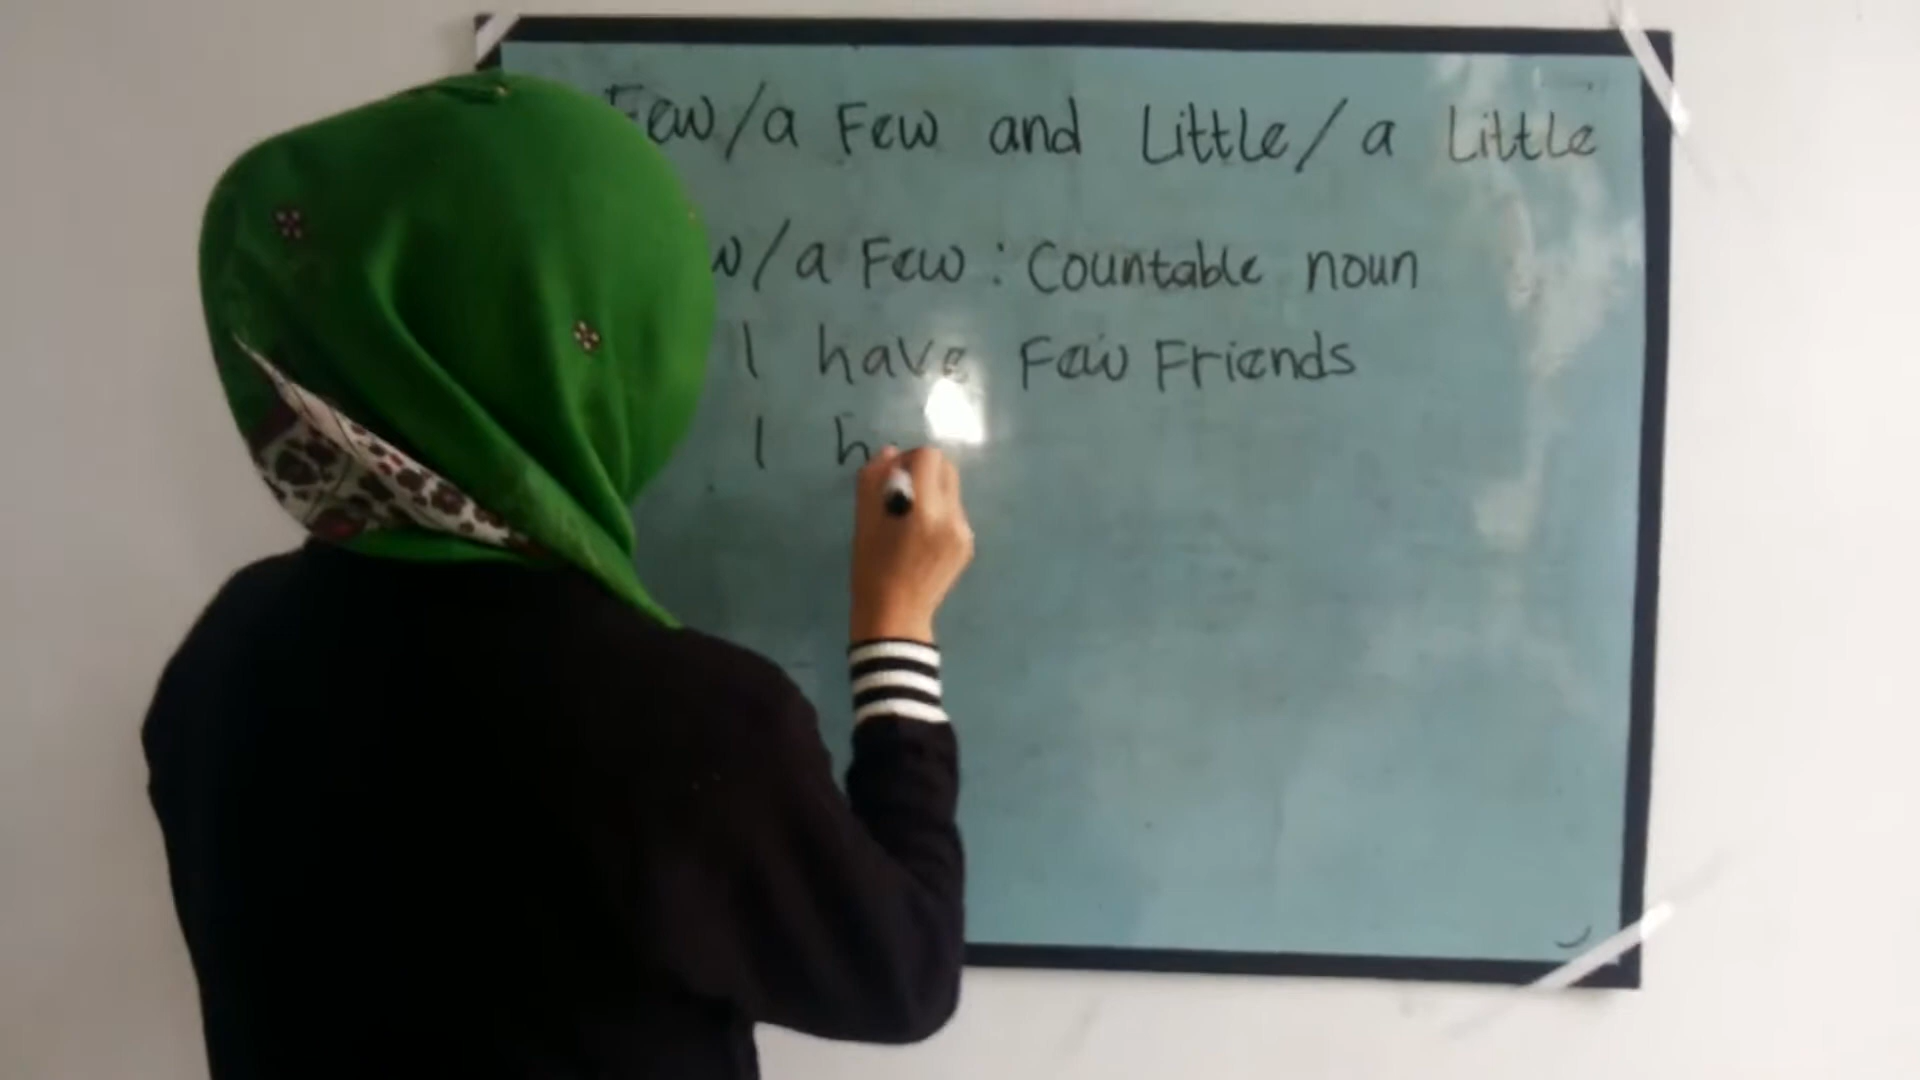 Few/a Few and Little/a Little
/a Few: Countable noun
I have Few Friends
I